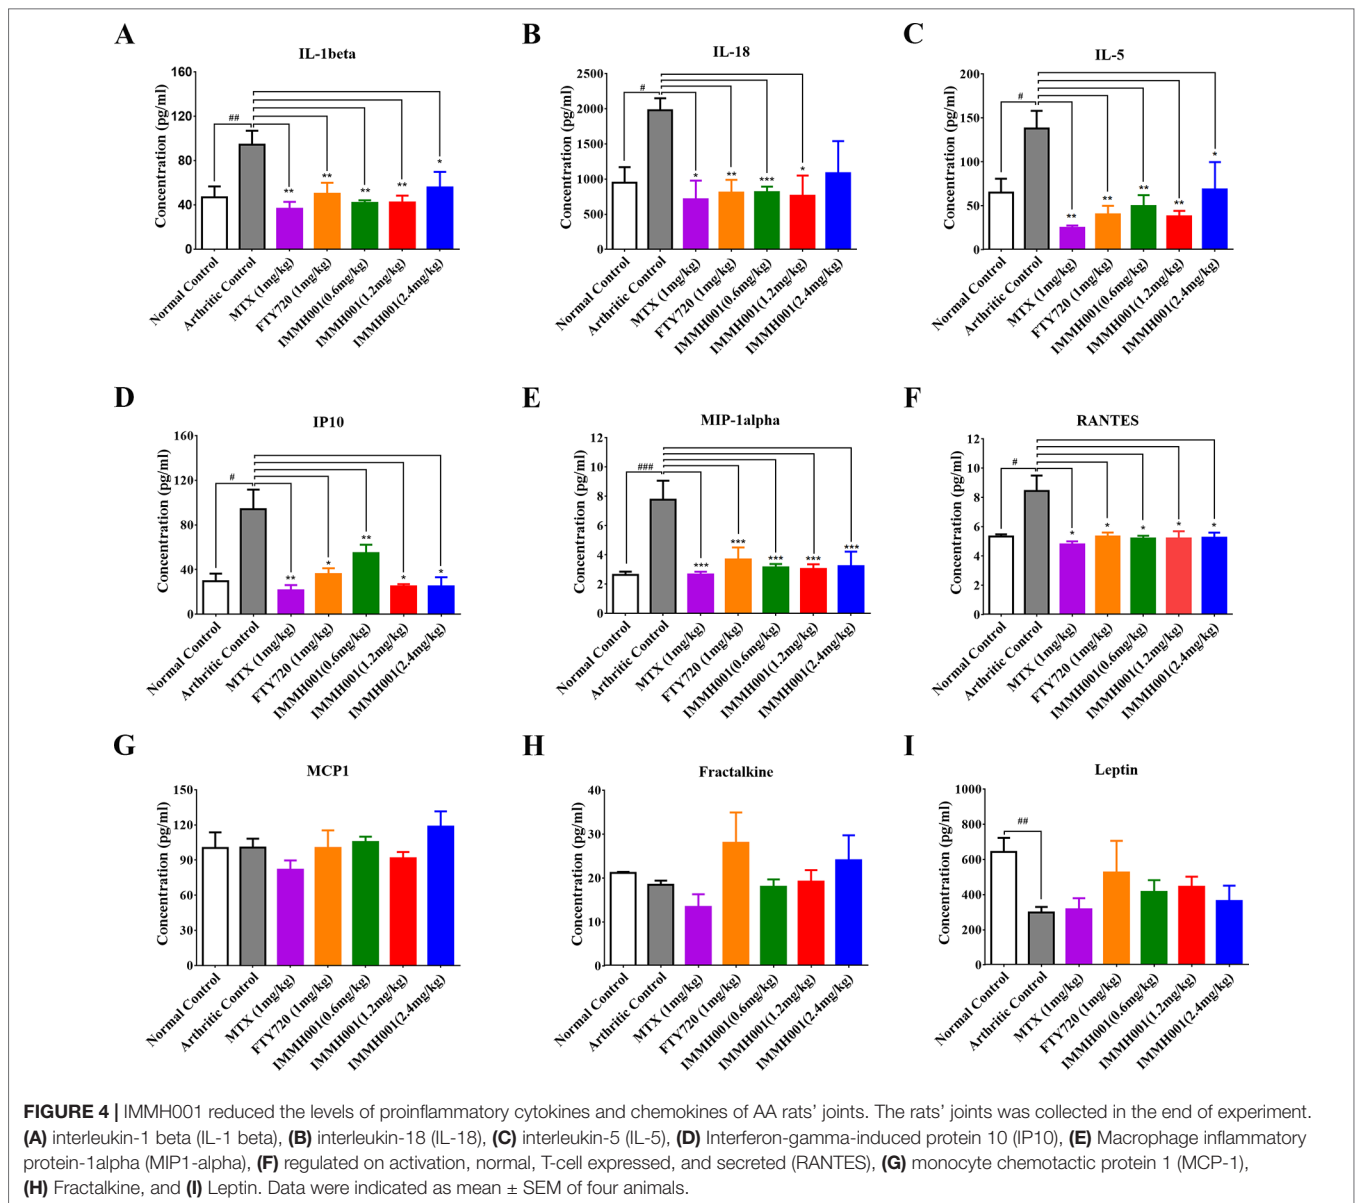 A
IL-1beta
Concentration (pg/ml)
160
120
80
40
0
##
**
**
**
**
*
Normal Control
Arthritic Control
MTX (1mg/kg)
FTY720 (1mg/kg)
IMMH001(0.6mg/kg)
IMMH001(1.2mg/kg)
IMMH001(2.4mg/kg)
B
IL-18
Concentration (pg/ml)
2500
2000
1500
1000
500
0
#
*
**
***
*
Normal Control
Arthritic Control
MTX (1mg/kg)
FTY720 (1mg/kg)
IMMH001(0.6mg/kg)
IMMH001(1.2mg/kg)
IMMH001(2.4mg/kg)
C
IL-5
Concentration (pg/ml)
200
150
100
50
0
#
**
**
**
**
*
Normal Control
Arthritic Control
MTX (1mg/kg)
FTY720 (1mg/kg)
IMMH001(0.6mg/kg)
IMMH001(1.2mg/kg)
IMMH001(2.4mg/kg)
D
IP10
Concentration (pg/ml)
160
120
80
40
0
#
**
*
**
*
*
Normal Control
Arthritic Control
MTX (1mg/kg)
FTY720 (1mg/kg)
IMMH001(0.6mg/kg)
IMMH001(1.2mg/kg)
IMMH001(2.4mg/kg)
E
MIP-1alpha
Concentration (pg/ml)
12
10
8
6
4
2
0
###
***
***
***
***
***
Normal Control
Arthritic Control
MTX (1mg/kg)
FTY720 (1mg/kg)
IMMH001(0.6mg/kg)
IMMH001(1.2mg/kg)
IMMH001(2.4mg/kg)
F
RANTES
Concentration (pg/ml)
12
10
8
6
4
2
0
#
*
*
*
*
*
Normal Control
Arthritic Control
MTX (1mg/kg)
FTY720 (1mg/kg)
IMMH001(0.6mg/kg)
IMMH001(1.2mg/kg)
IMMH001(2.4mg/kg)
G
MCP1
Concentration (pg/ml)
150
120
90
60
30
0
Normal Control
Arthritic Control
MTX (1mg/kg)
FTY720 (1mg/kg)
IMMH001(0.6mg/kg)
IMMH001(1.2mg/kg)
IMMH001(2.4mg/kg)
H
Fractalkine
Concentration (pg/ml)
40
30
20
10
0
Normal Control
Arthritic Control
MTX (1mg/kg)
FTY720 (1mg/kg)
IMMH001(0.6mg/kg)
IMMH001(1.2mg/kg)
IMMH001(2.4mg/kg)
I
Leptin
Concentration (pg/ml)
1000
800
600
400
200
0
##
Normal Control
Arthritic Control
MTX (1mg/kg)
FTY720 (1mg/kg)
IMMH001(0.6mg/kg)
IMMH001(1.2mg/kg)
IMMH001(2.4mg/kg)
FIGURE 4 | IMMH001 reduced the levels of proinflammatory cytokines and chemokines of AA rats' joints. The rats' joints was collected in the end of experiment.
(A) interleukin-1 beta (IL-1 beta), (B) interleukin-18 (IL-18), (C) interleukin-5 (IL-5), (D) Interferon-gamma-induced protein 10 (IP10), (E) Macrophage inflammatory
protein-1alpha (MIP1-alpha), (F) regulated on activation, normal, T-cell expressed, and secreted (RANTES), (G) monocyte chemotactic protein 1 (MCP-1),
(H) Fractalkine, and (I) Leptin. Data were indicated as mean ± SEM of four animals.